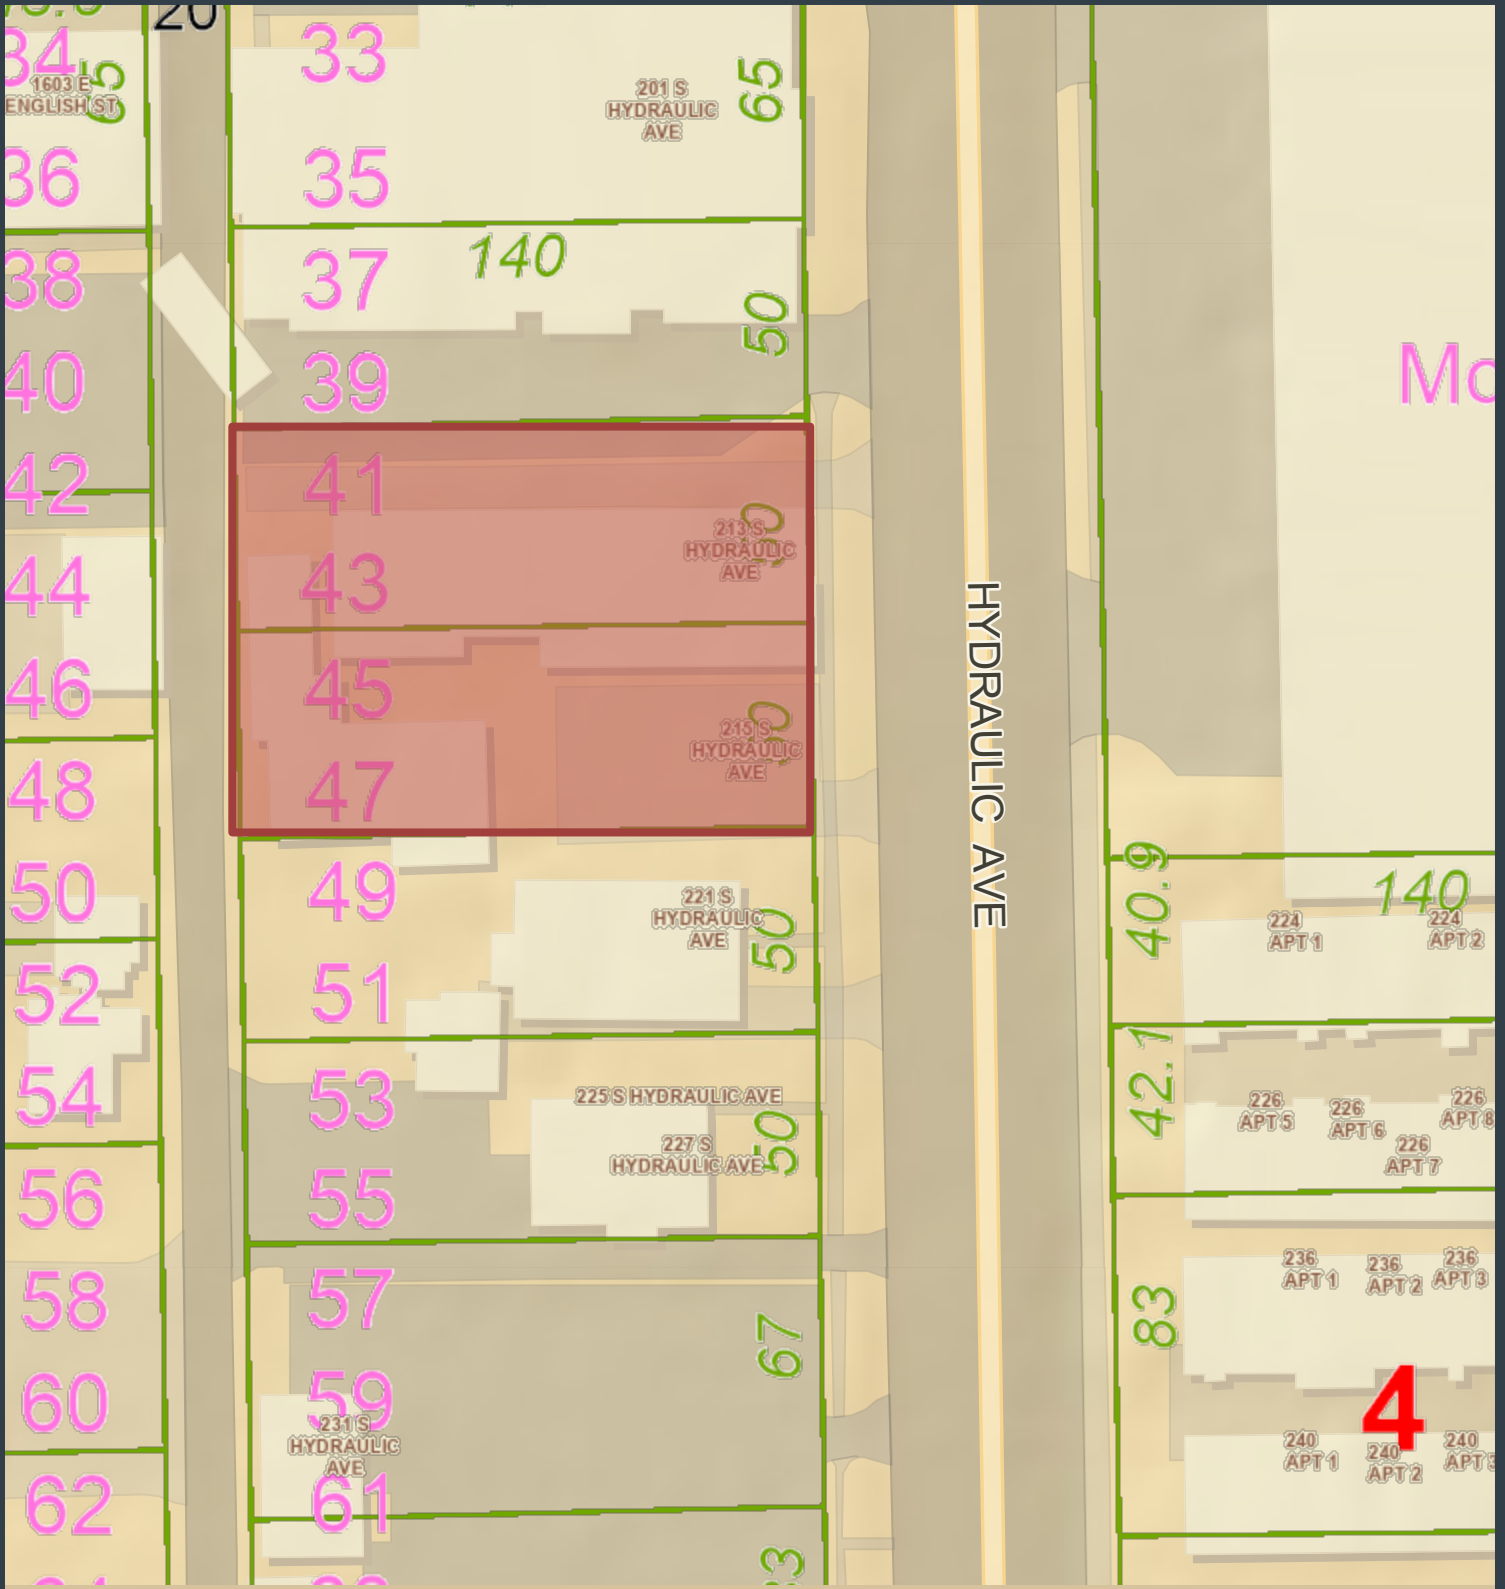 20
34
1603 E
ENGLISH ST
65
36
38
40
42
44
46
48
50
52
54
56
58
60
62
33
201 S
HYDRAULIC
AVE
65
35
140
37
50
39
41
213 S
HYDRAULIC
AVE
43
45
215 S
HYDRAULIC
AVE
47
49
221 S
HYDRAULIC
AVE
50
51
53
225 S HYDRAULIC AVE
50
227 S
HYDRAULIC AVE
55
57
67
59
231 S
HYDRAULIC
AVE
61
HYDRAULIC AVE
40.9
140
224
APT 1
224
APT 2
42.1
226
APT 5
226
APT 6
226
APT 8
226
APT 7
83
236
APT 1
236
APT 2
236
APT 3
4
240
APT 1
240
APT 2
240
APT 3